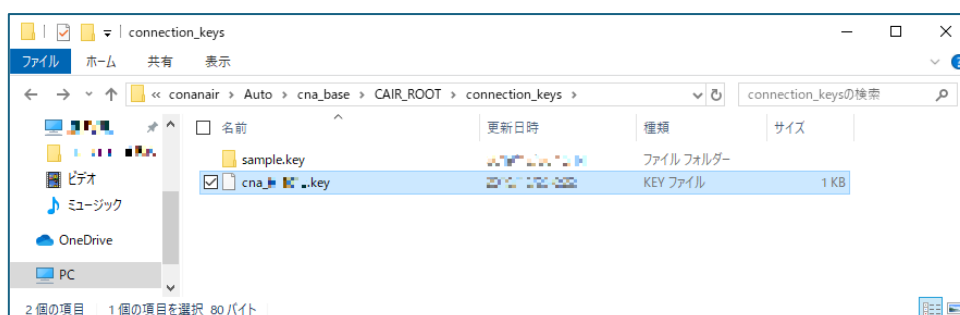 connection_keys
ファイル ホーム 共有 表示
« conanair › Auto › cna_base › CAIR_ROOT › connection_keys ›
connection_keysの検索
名前 更新日時 種類 サイズ
sample.key ファイル フォルダー
cna_ .key KEY ファイル 1 KB
ビデオ
ミュージック
OneDrive
PC
2 個の項目 1 個の項目を選択 80 バイト